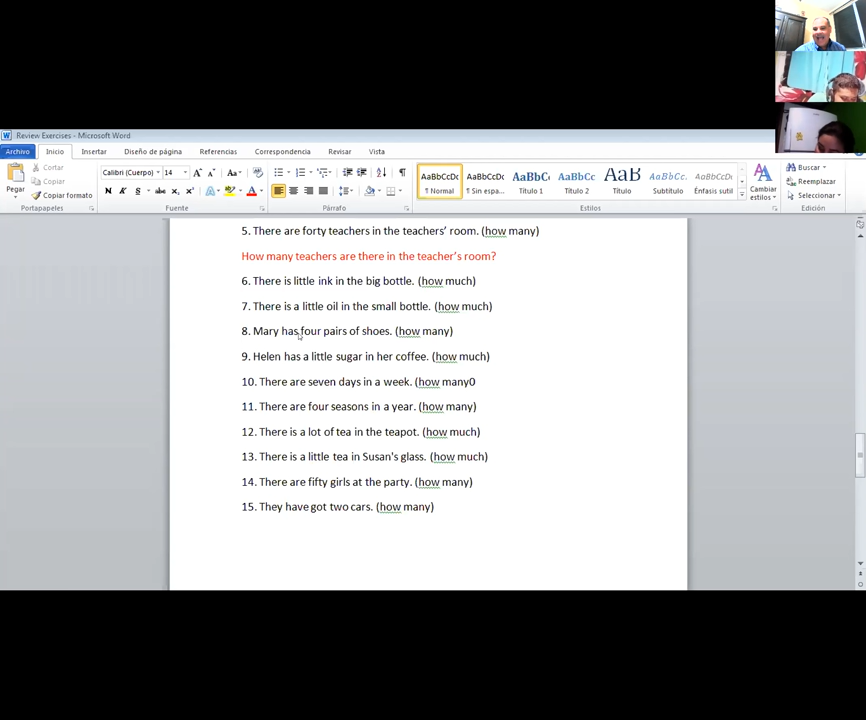 Review Exercises - Microsoft Word
Archivo Inicio Insertar Diseño de página Referencias Correspondencia Revisar Vista
Pegar
Cortar
Copiar
Copiar formato
Portapapeles
Calibri (Cuerpo) 14
Fuente
Párrafo
AaBbCcDc AaBbCcDc AaBbC AaBbCc AaB AaBbCc. AaBbCcDc
¶ Normal ¶ Sin espa... Título 1 Título 2 Título Subtítulo Énfasis sutil
Cambiar estilos
Estilos
Buscar
Reemplazar
Seleccionar
Edición
5. There are forty teachers in the teachers’ room. (how many)
How many teachers are there in the teacher’s room?
6. There is little ink in the big bottle. (how much)
7. There is a little oil in the small bottle. (how much)
8. Mary has four pairs of shoes. (how many)
9. Helen has a little sugar in her coffee. (how much)
10. There are seven days in a week. (how many0
11. There are four seasons in a year. (how many)
12. There is a lot of tea in the teapot. (how much)
13. There is a little tea in Susan's glass. (how much)
14. There are fifty girls at the party. (how many)
15. They have got two cars. (how many)